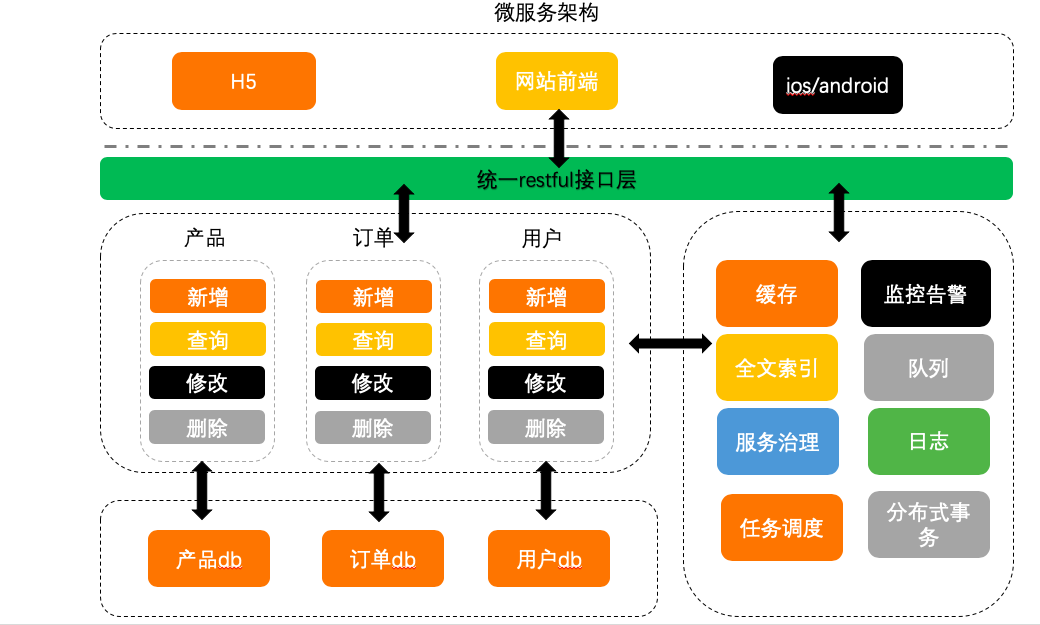 微服务架构
H5
网站前端
ios/android
统一restful接口层
产品
订单
用户
新增
新增
新增
查询
查询
查询
修改
修改
修改
删除
删除
删除
缓存
监控告警
全文索引
队列
服务治理
日志
任务调度
分布式事
务
产品db
订单db
用户db